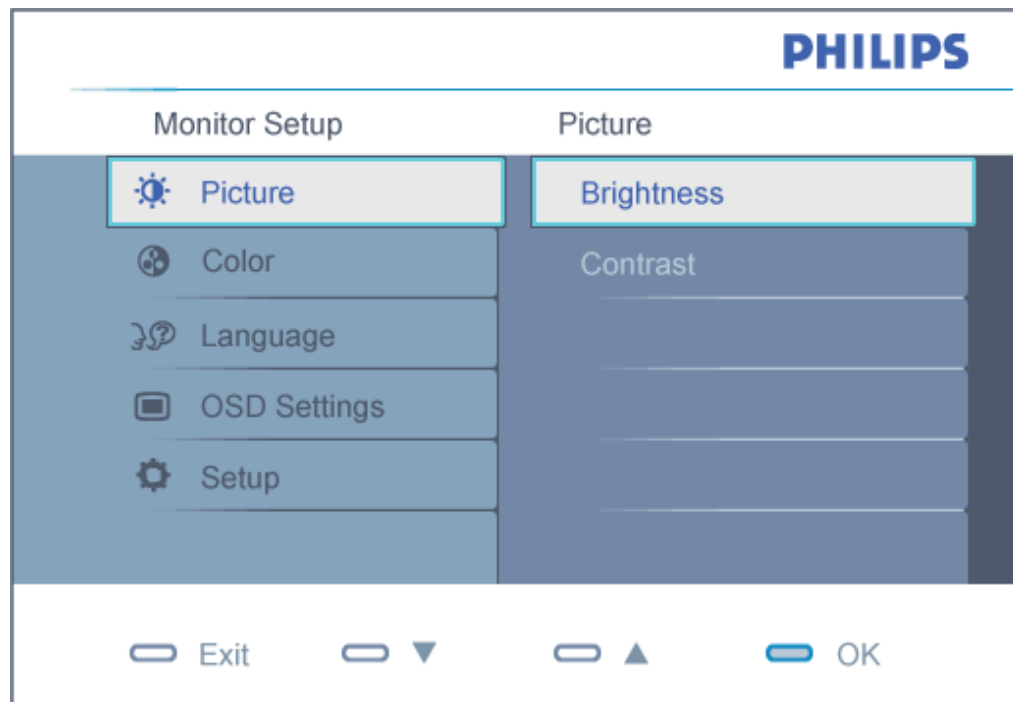 PHILIPS
Monitor Setup Picture
Picture Brightness
Color Contrast
Language
OSD Settings
Setup
Exit ▼ ▲ OK